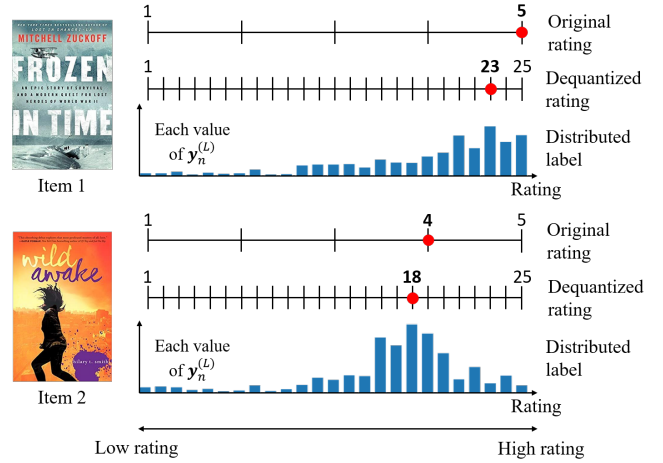 NEW YORK TIMES BESTSELLING AUTHOR OF
LOST IN SHANGRI-LA
MITCHELL ZUCKOFF
FROZEN
AN EPIC STORY OF SURVIVAL
AND A MODERN QUEST FOR LOST
HEROES OF WORLD WAR II
IN TIME
Item 1
1 5
Original
rating
1 23 25
Dequantized
rating
Each value
of yₙ⁽ᴸ⁾
Distributed
label
Rating
wild
awake
hilary t. smith
Item 2
1 4 5
Original
rating
1 18 25
Dequantized
rating
Each value
of yₙ⁽ᴸ⁾
Distributed
label
Rating
Low rating High rating